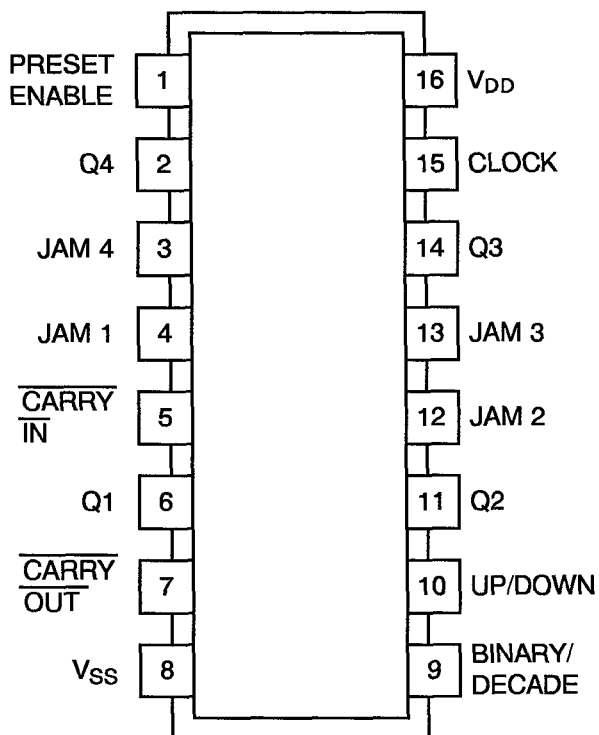 PRESET
ENABLE
1
16
VDD
Q4
2
15
CLOCK
JAM 4
3
14
Q3
JAM 1
4
13
JAM 3
CARRY
IN
5
12
JAM 2
Q1
6
11
Q2
CARRY
OUT
7
10
UP/DOWN
VSS
8
9
BINARY/
DECADE